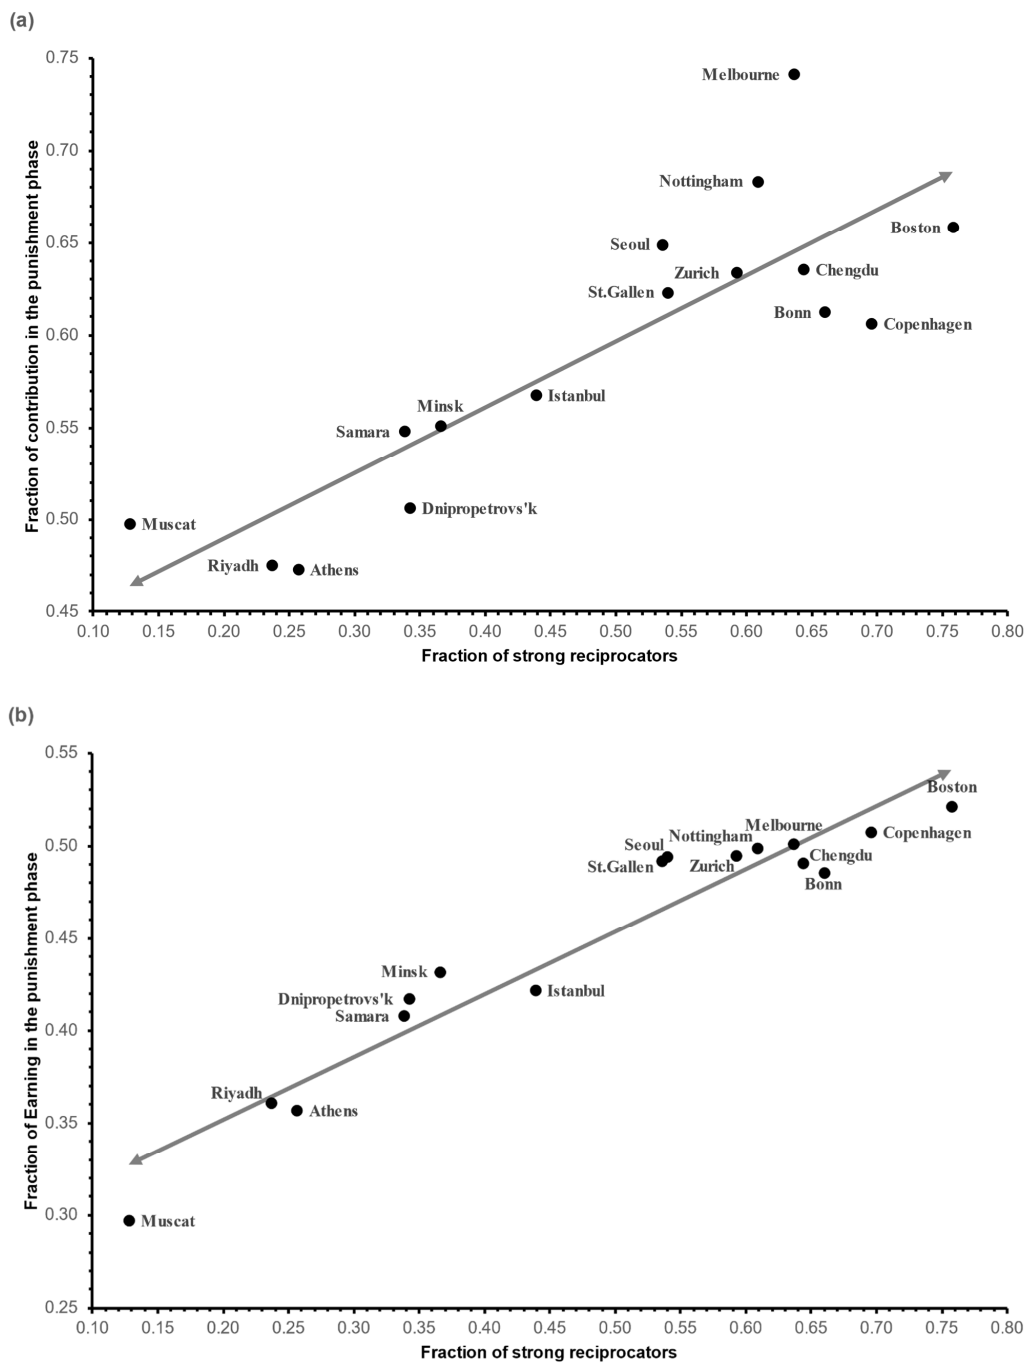 (a)
Fraction of contribution in the punishment phase
0.75
0.70
0.65
0.60
0.55
0.50
0.45
Melbourne
Nottingham
Boston
Seoul
Zurich
Chengdu
St.Gallen
Bonn
Copenhagen
Istanbul
Minsk
Samara
Dnipropetrovs'k
Muscat
Riyadh
Athens
0.10 0.15 0.20 0.25 0.30 0.35 0.40 0.45 0.50 0.55 0.60 0.65 0.70 0.75 0.80
Fraction of strong reciprocators
(b)
Fraction of Earning in the punishment phase
0.55
0.50
0.45
0.40
0.35
0.30
0.25
Boston
Melbourne
Nottingham
Copenhagen
Seoul
Chengdu
St.Gallen
Zurich
Bonn
Minsk
Istanbul
Dnipropetrovs'k
Samara
Riyadh
Athens
Muscat
0.10 0.15 0.20 0.25 0.30 0.35 0.40 0.45 0.50 0.54 0.60 0.65 0.70 0.75 0.80
Fraction of strong reciprocators